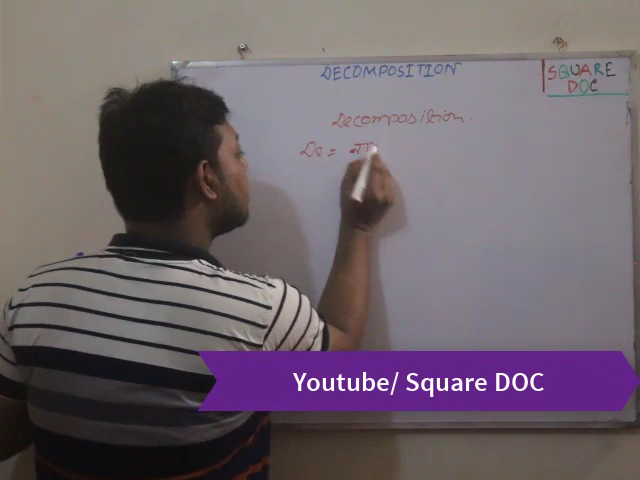 DECOMPOSITION
SQUARE
DOC
Decomposition.
De =
Youtube/ Square DOC